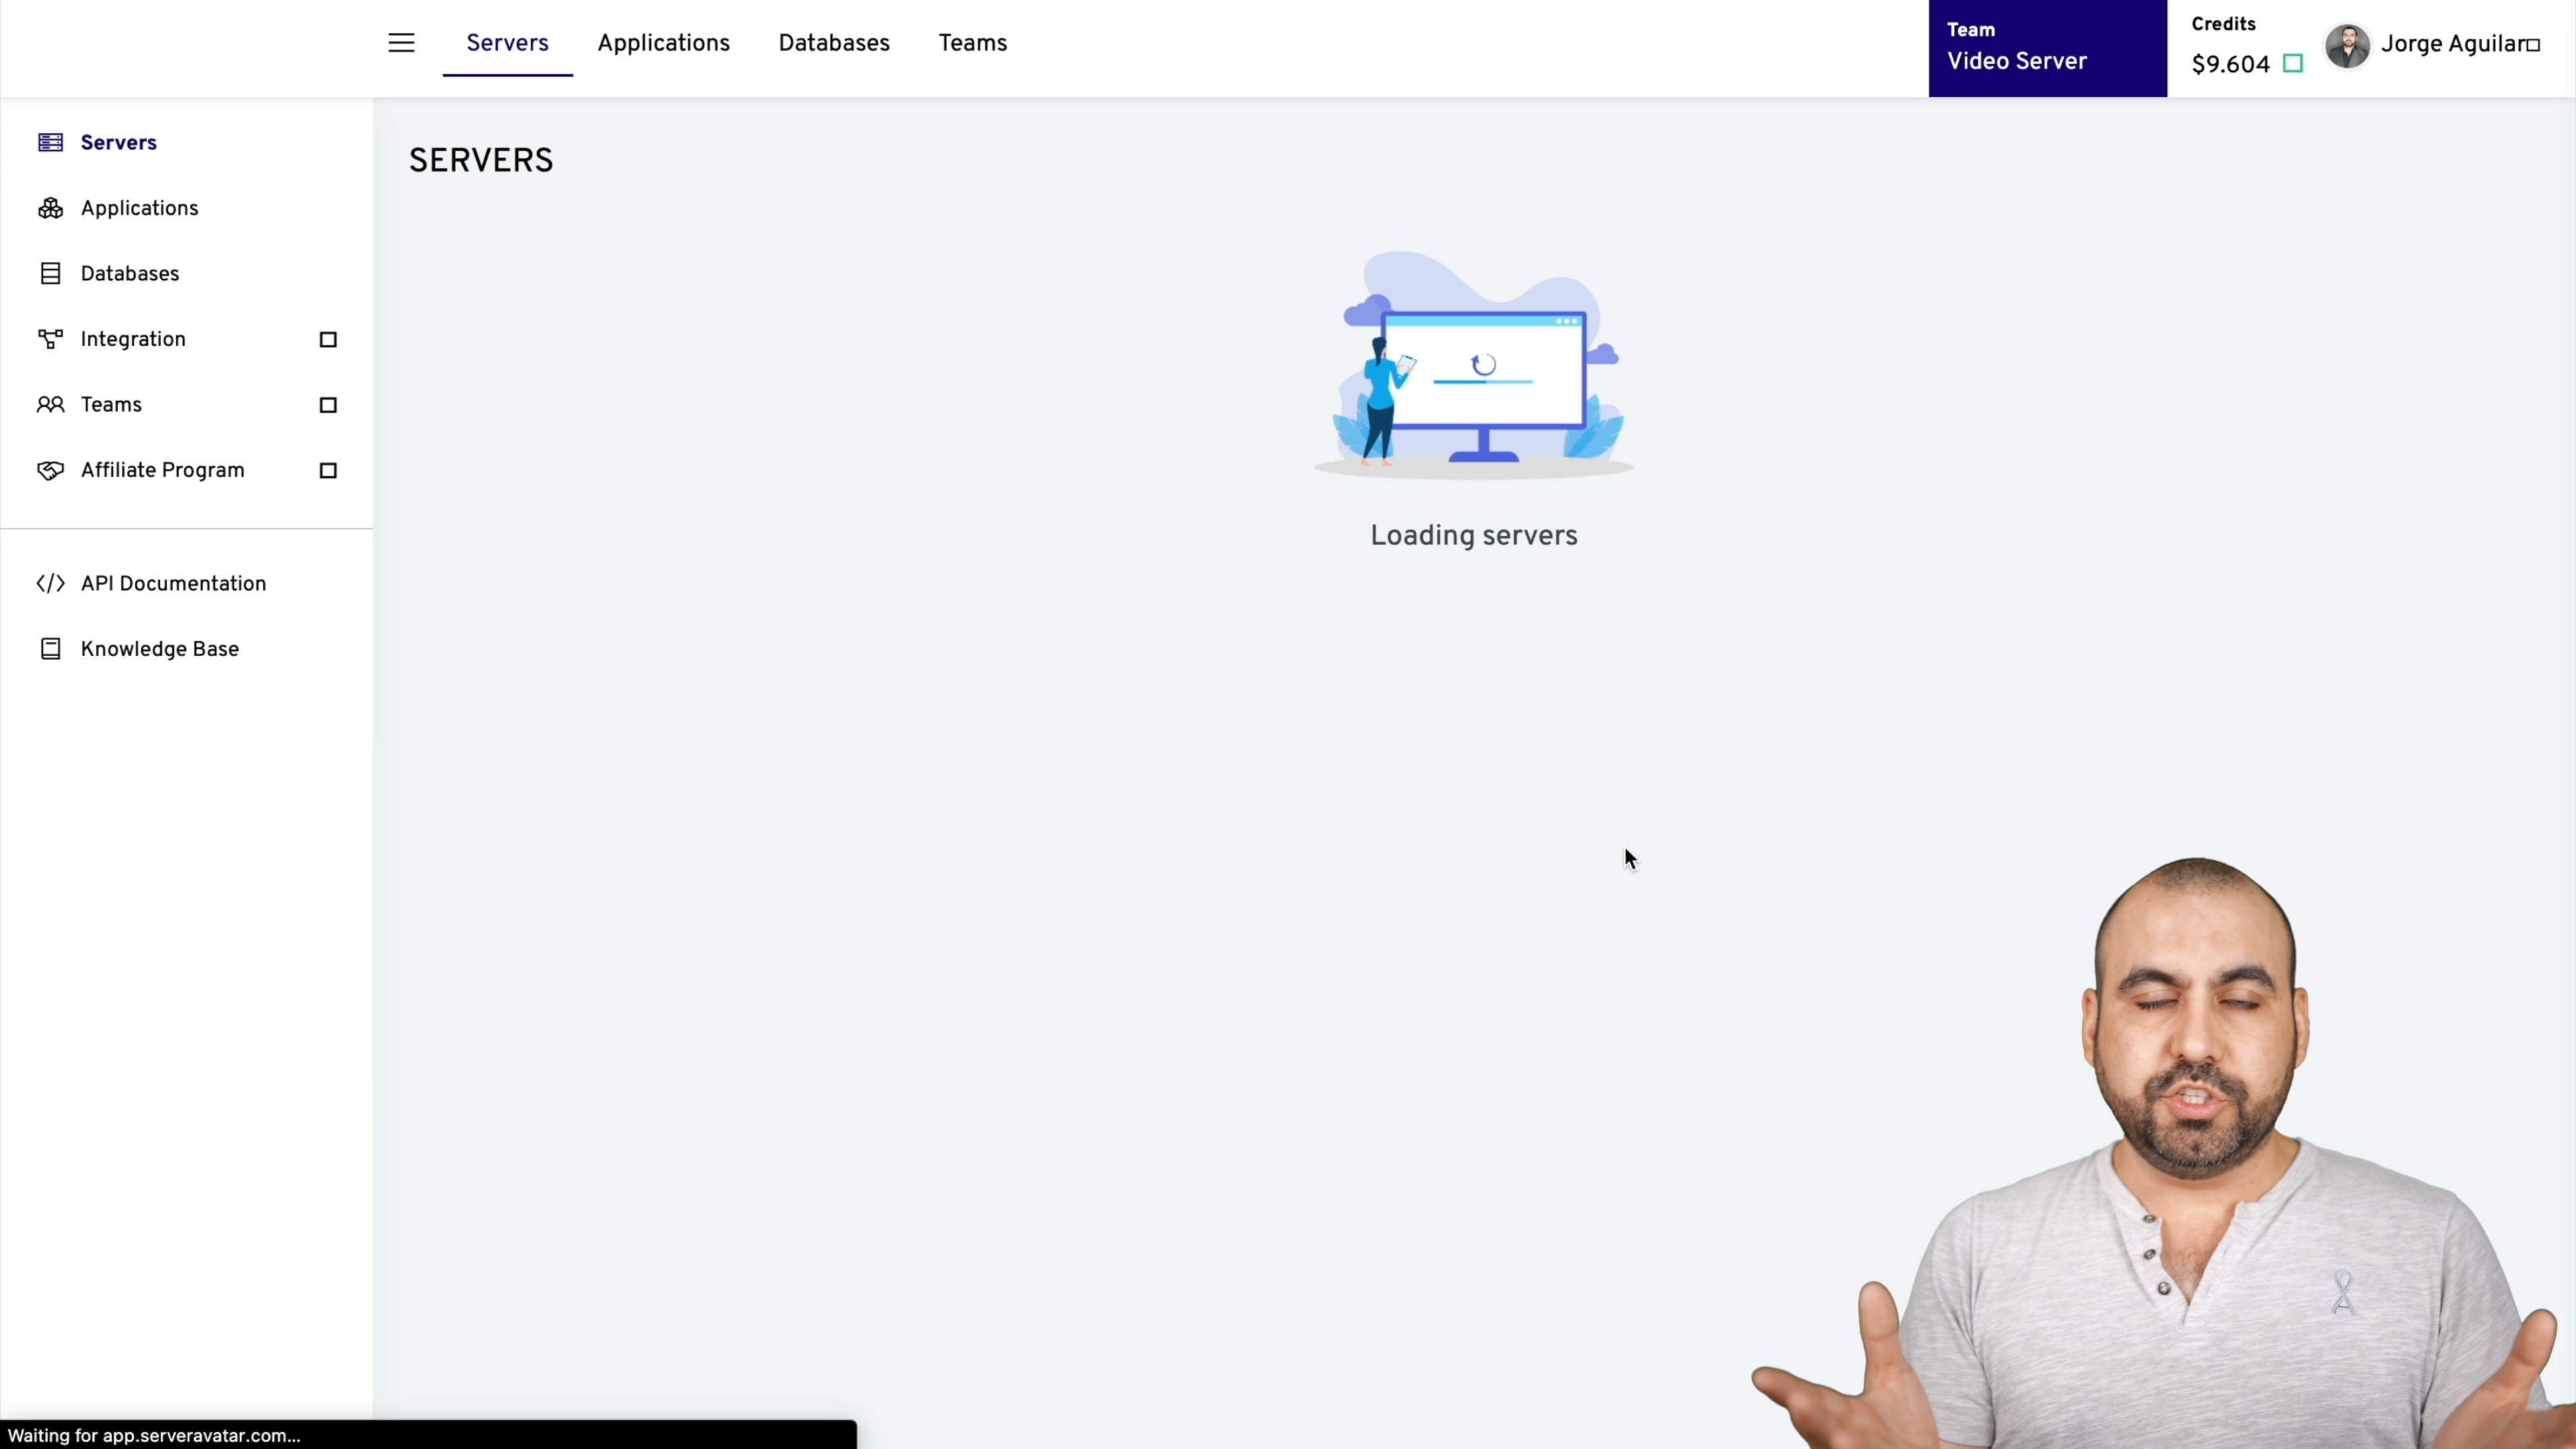 Servers
Applications
Databases
Teams
Team
Video Server
Credits
$9.604
Jorge Aguilar
Servers
Applications
Databases
Integration
Teams
Affiliate Program
API Documentation
Knowledge Base
SERVERS
Loading servers
Waiting for app.serveravatar.com...